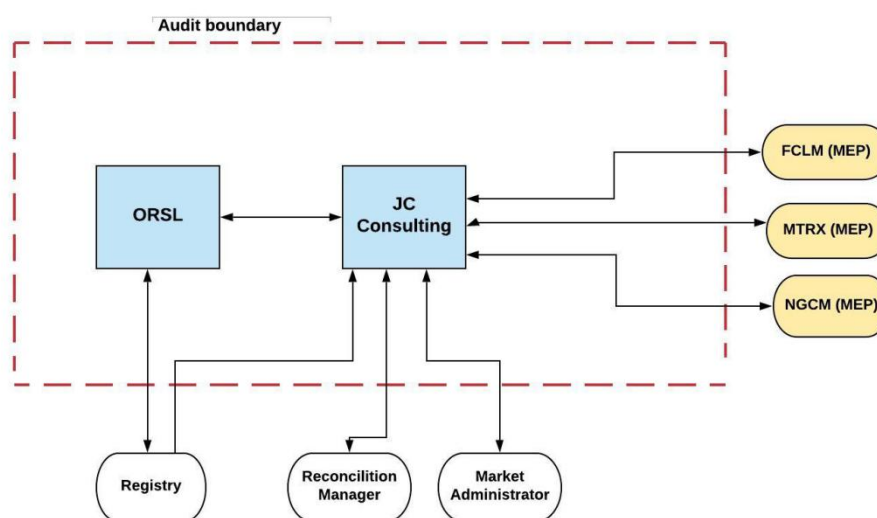 Audit boundary
FCLM (MEP)
ORSL
JC
Consulting
MTRX (MEP)
NGCM (MEP)
Registry
Reconcilition
Manager
Market
Administrator